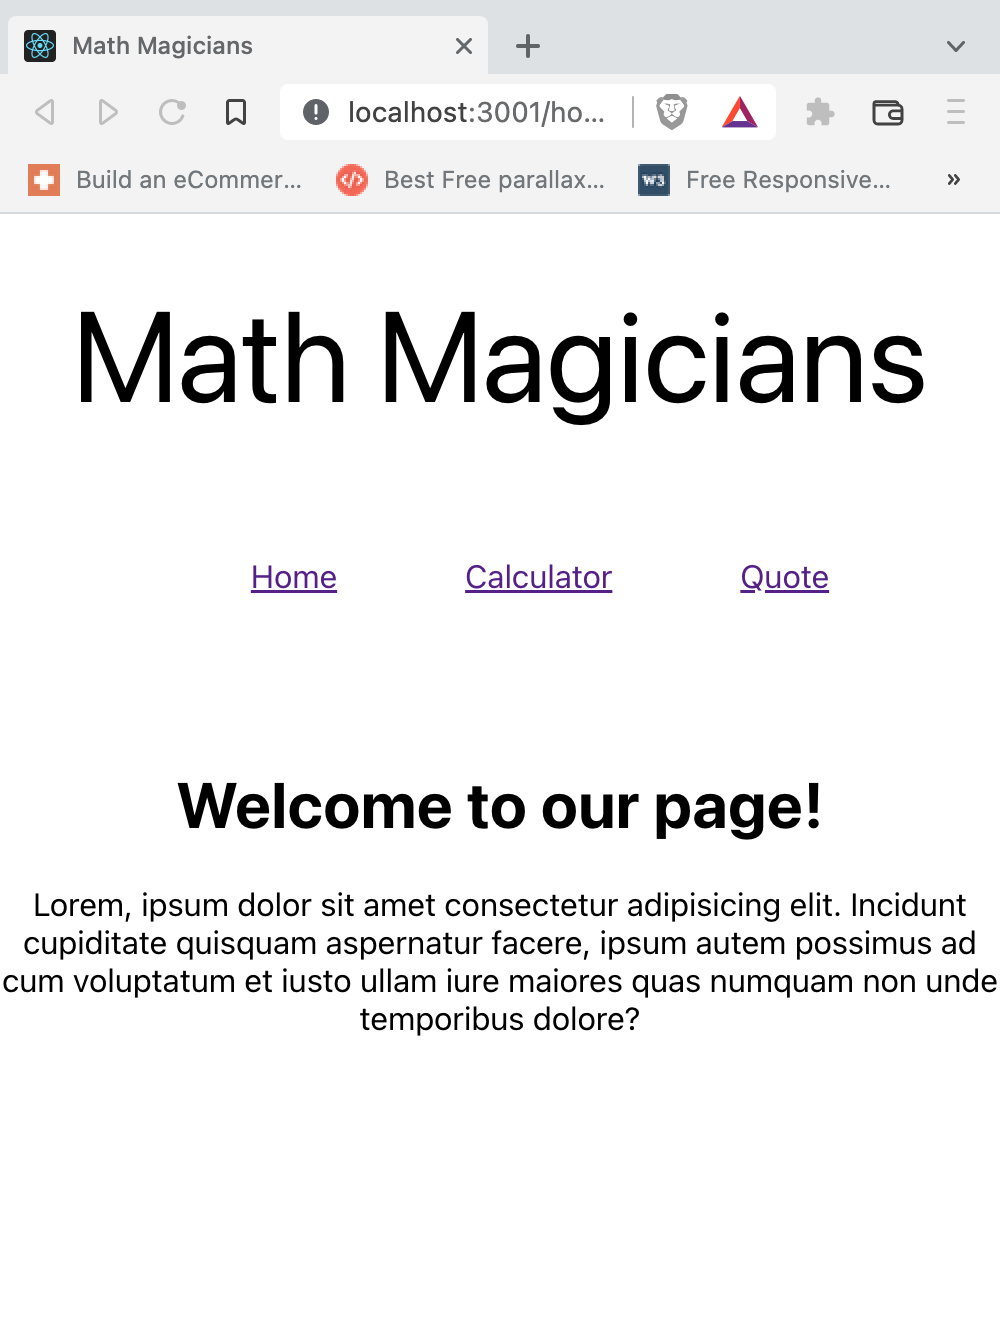 Math Magicians
localhost:3001/ho...
Build an eCommer... Best Free parallax... W3 Free Responsive... »
Math Magicians
Home Calculator Quote
Welcome to our page!
Lorem, ipsum dolor sit amet consectetur adipisicing elit. Incidunt
cupiditate quisquam aspernatur facere, ipsum autem possimus ad
cum voluptatum et iusto ullam iure maiores quas numquam non unde
temporibus dolore?